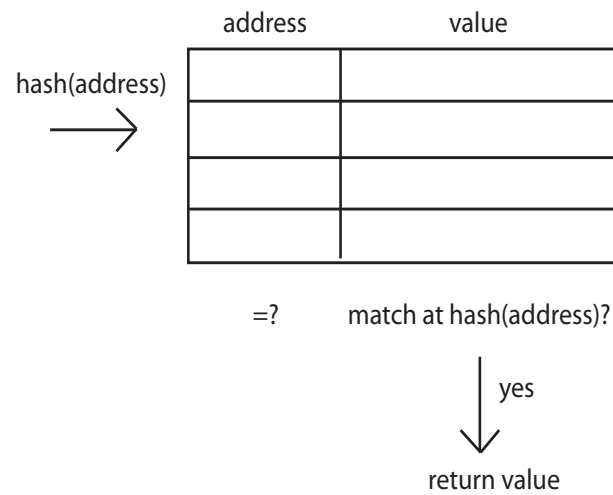 address value
hash(address)
=? match at hash(address)?
yes
return value